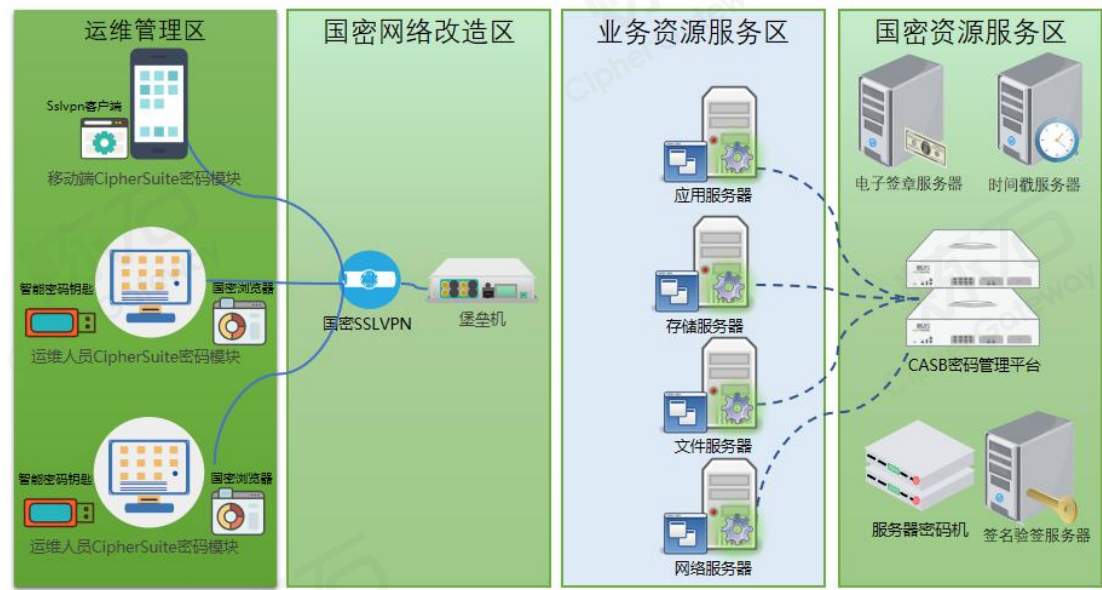 运维管理区
Sslvpn客户端
移动端CipherSuite密码模块
智能密码钥匙
国密浏览器
运维人员CipherSuite密码模块
智能密码钥匙
国密浏览器
运维人员CipherSuite密码模块
国密网络改造区
国密SSLVPN
堡垒机
业务资源服务区
应用服务器
存储服务器
文件服务器
网络服务器
国密资源服务区
电子签章服务器
时间戳服务器
CASB密码管理平台
服务器密码机
签名验签服务器
炼石
CipherGateway